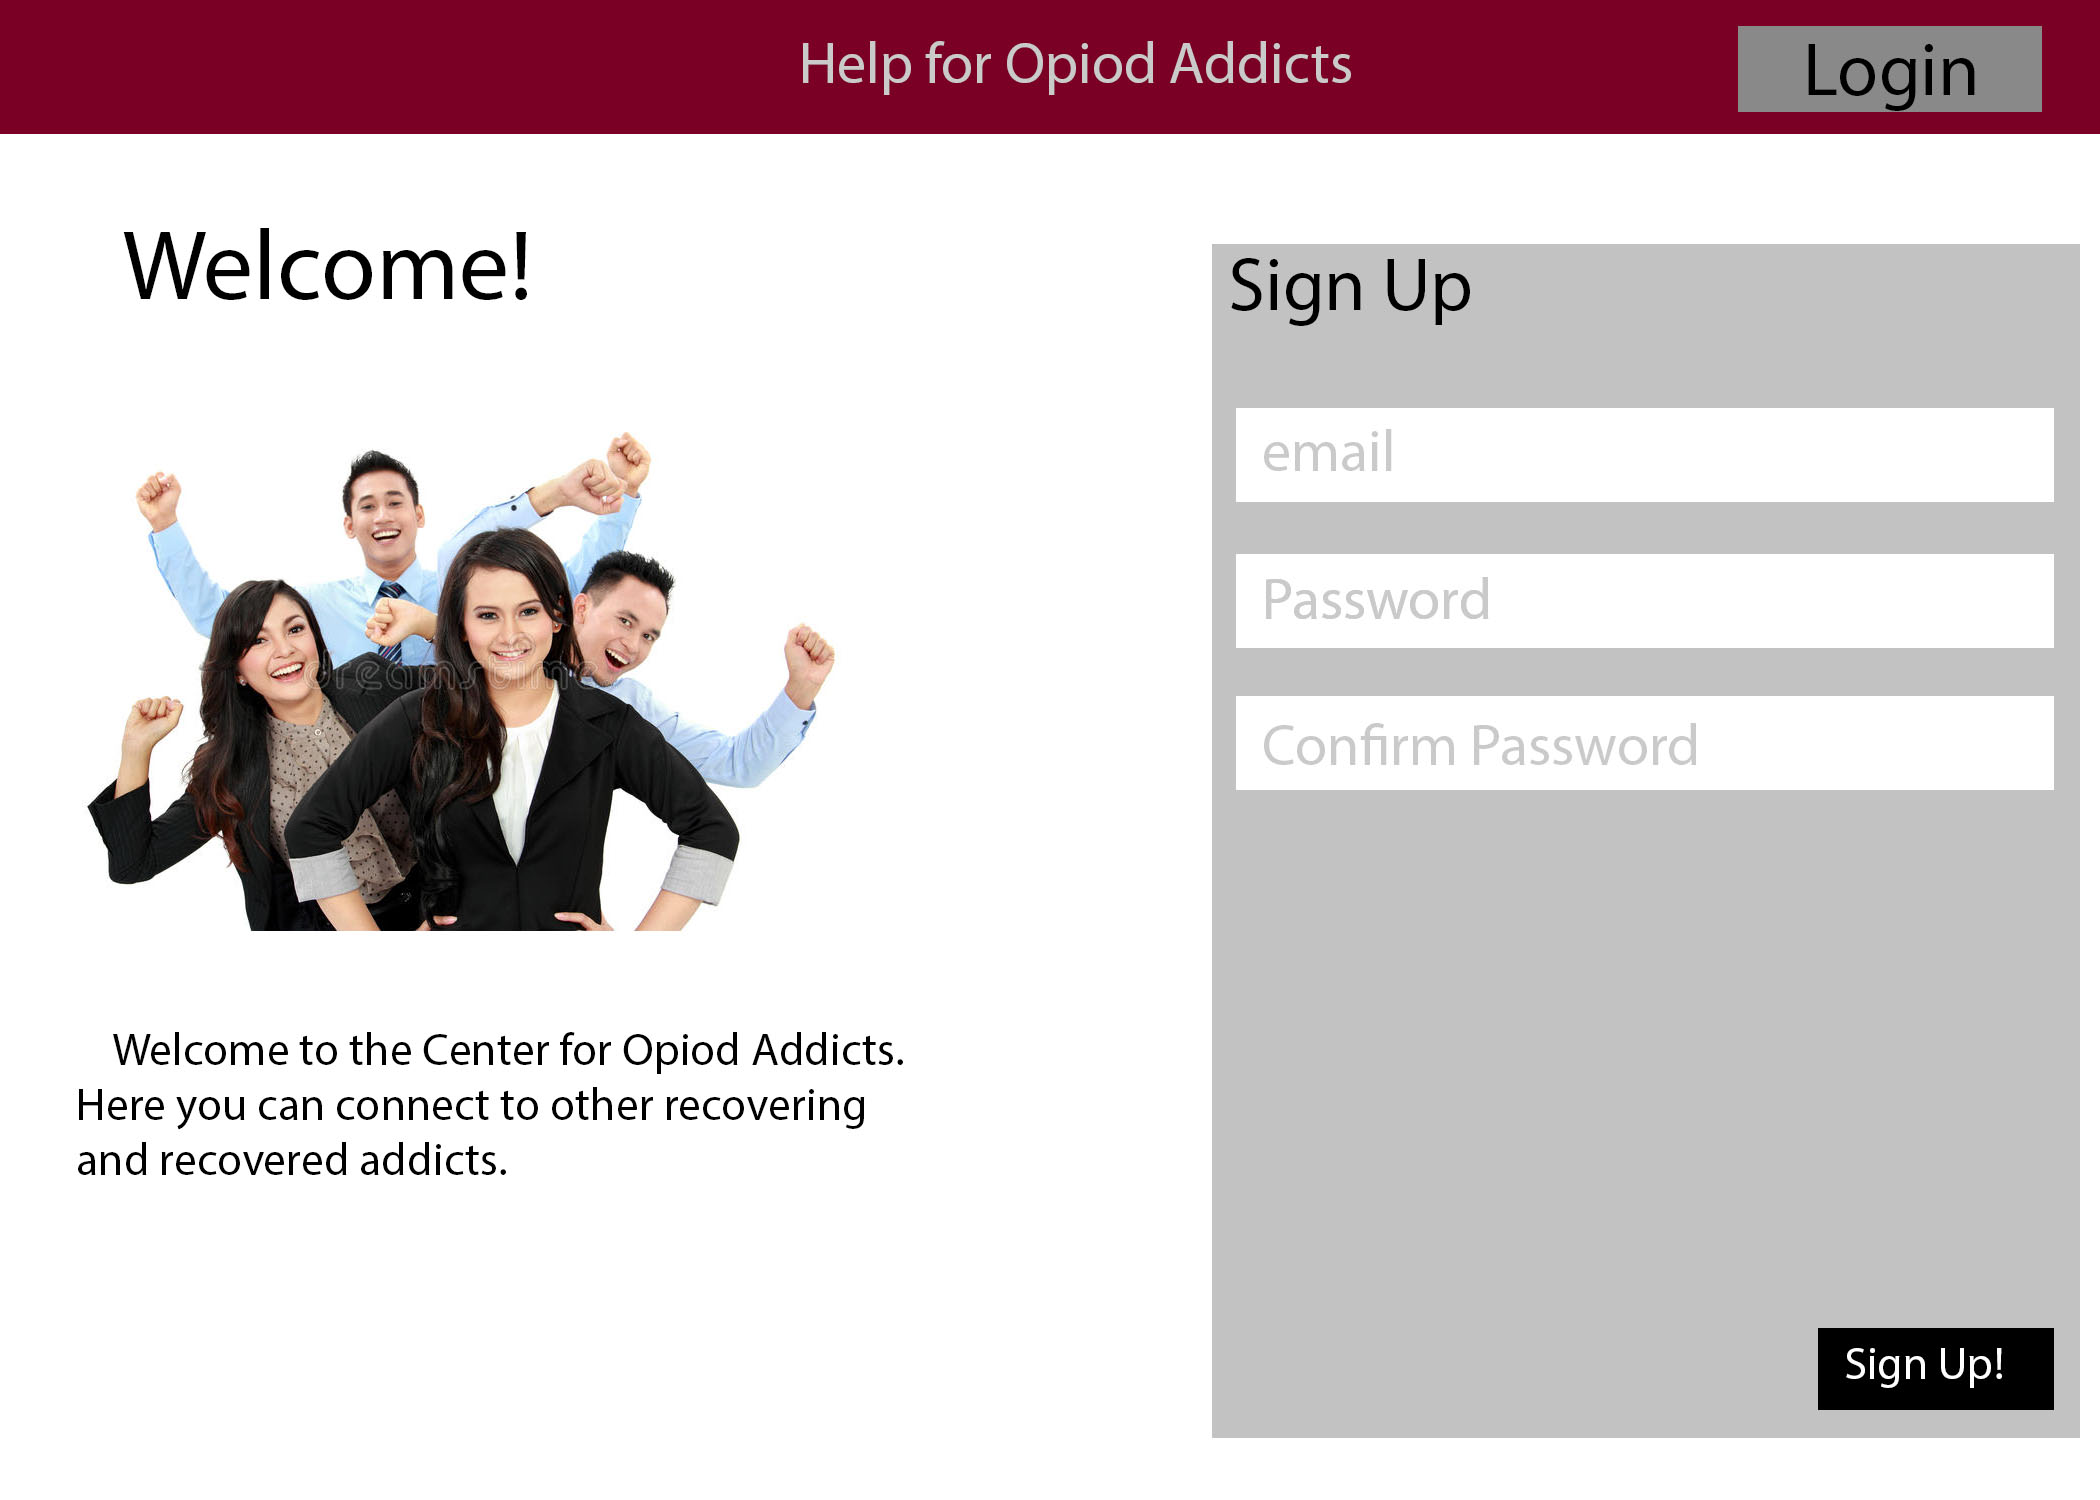 Help for Opiod Addicts
Login
Welcome!
dreamstime
Welcome to the Center for Opiod Addicts.
Here you can connect to other recovering
and recovered addicts.
Sign Up
email
Password
Confirm Password
Sign Up!